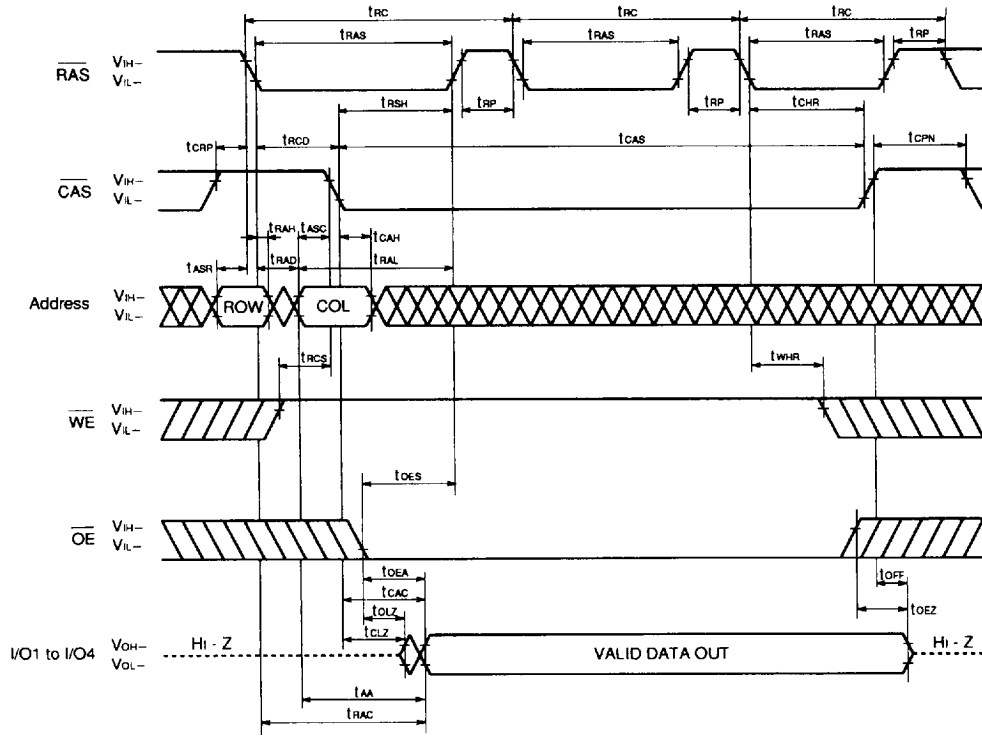 tRC tRC tRC
tRAS tRAS tRAS tRP
RAS VIH–
VIL–
tRSH tRP tRP tCHR
tCRP tRCD tCAS tCPN
CAS VIH–
VIL–
tRAH tASC tCAH
tASR tRAD tRAL
Address VIH–
VIL–
ROW COL
tRCS tWHR
WE VIH–
VIL–
tOES
OE VIH–
VIL–
tOEA tOFF
tCAC
tOLZ tOEZ
tCLZ
I/O1 to I/O4 VOH–
VOL–
HI - Z VALID DATA OUT HI - Z
tAA
tRAC